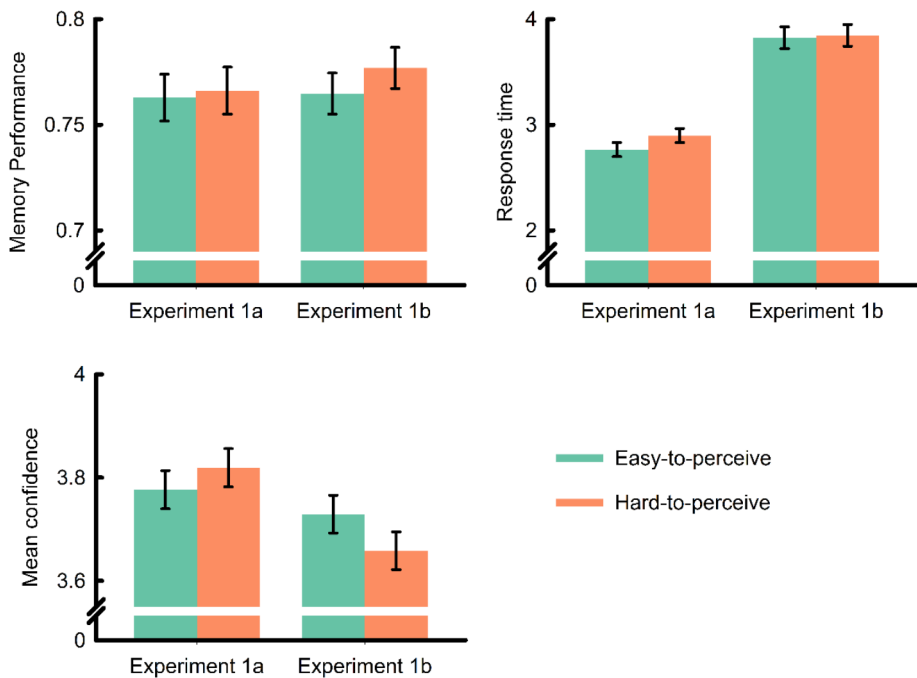 Memory Performance
0.8
0.75
0.7
0
Experiment 1a
Experiment 1b
Response time
4
3
2
0
Experiment 1a
Experiment 1b
Mean confidence
4
3.8
3.6
0
Experiment 1a
Experiment 1b
Easy-to-perceive
Hard-to-perceive